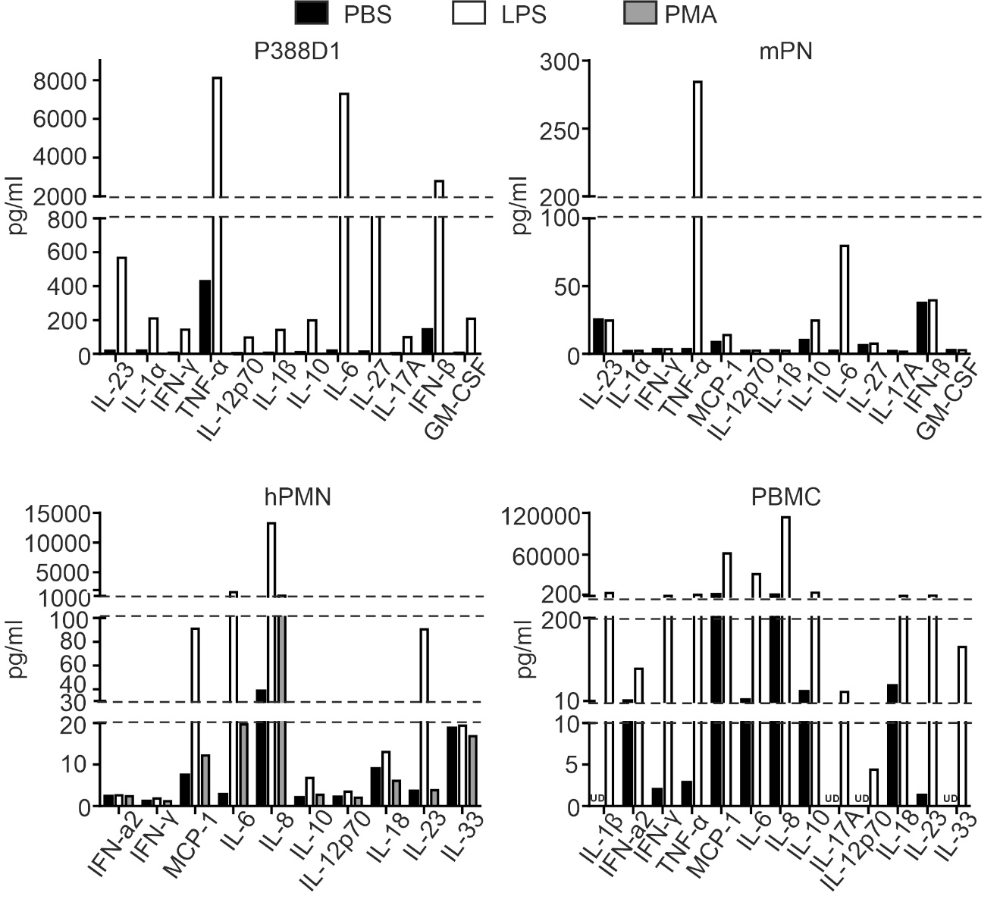 PBS LPS PMA
P388D1
pg/ml
8000
6000
4000
2000
800
600
400
200
0
IL-23 IL-1α IFN-γ TNF-α IL-12p70 IL-1β IL-10 IL-6 IL-27 IL-17A IFN-β GM-CSF
mPN
pg/ml
300
250
200
100
50
0
IL-23 IL-1α IFN-γ TNF-α MCP-1 IL-12p70 IL-1β IL-10 IL-6 IL-27 IL-17A IFN-β GM-CSF
hPMN
pg/ml
15000
10000
5000
1000
100
80
60
40
30
20
10
0
IFN-a2 IFN-γ MCP-1 IL-6 IL-8 IL-10 IL-12p70 IL-18 IL-23 IL-33
PBMC
pg/ml
120000
60000
200
200
10
10
5
0
UD UD UD UD
IL-1β IFN-a2 IFN-γ TNF-α MCP-1 IL-6 IL-8 IL-10 IL-17A IL-12p70 IL-18 IL-23 IL-33